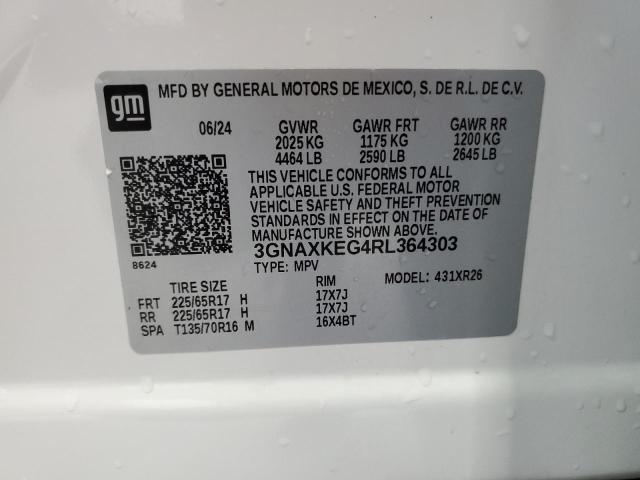 gm
MFD BY GENERAL MOTORS DE MEXICO, S. DE R.L. DE C.V.
06/24 GVWR GAWR FRT GAWR RR
2025 KG 1175 KG 1200 KG
4464 LB 2590 LB 2645 LB
THIS VEHICLE CONFORMS TO ALL
APPLICABLE U.S. FEDERAL MOTOR
VEHICLE SAFETY AND THEFT PREVENTION
STANDARDS IN EFFECT ON THE DATE OF
MANUFACTURE SHOWN ABOVE.
3GNAXKEG4RL364303
8624
TYPE: MPV MODEL: 431XR26
TIRE SIZE RIM
FRT 225/65R17 H 17X7J
RR 225/65R17 H 17X7J
SPA T135/70R16 M 16X4BT